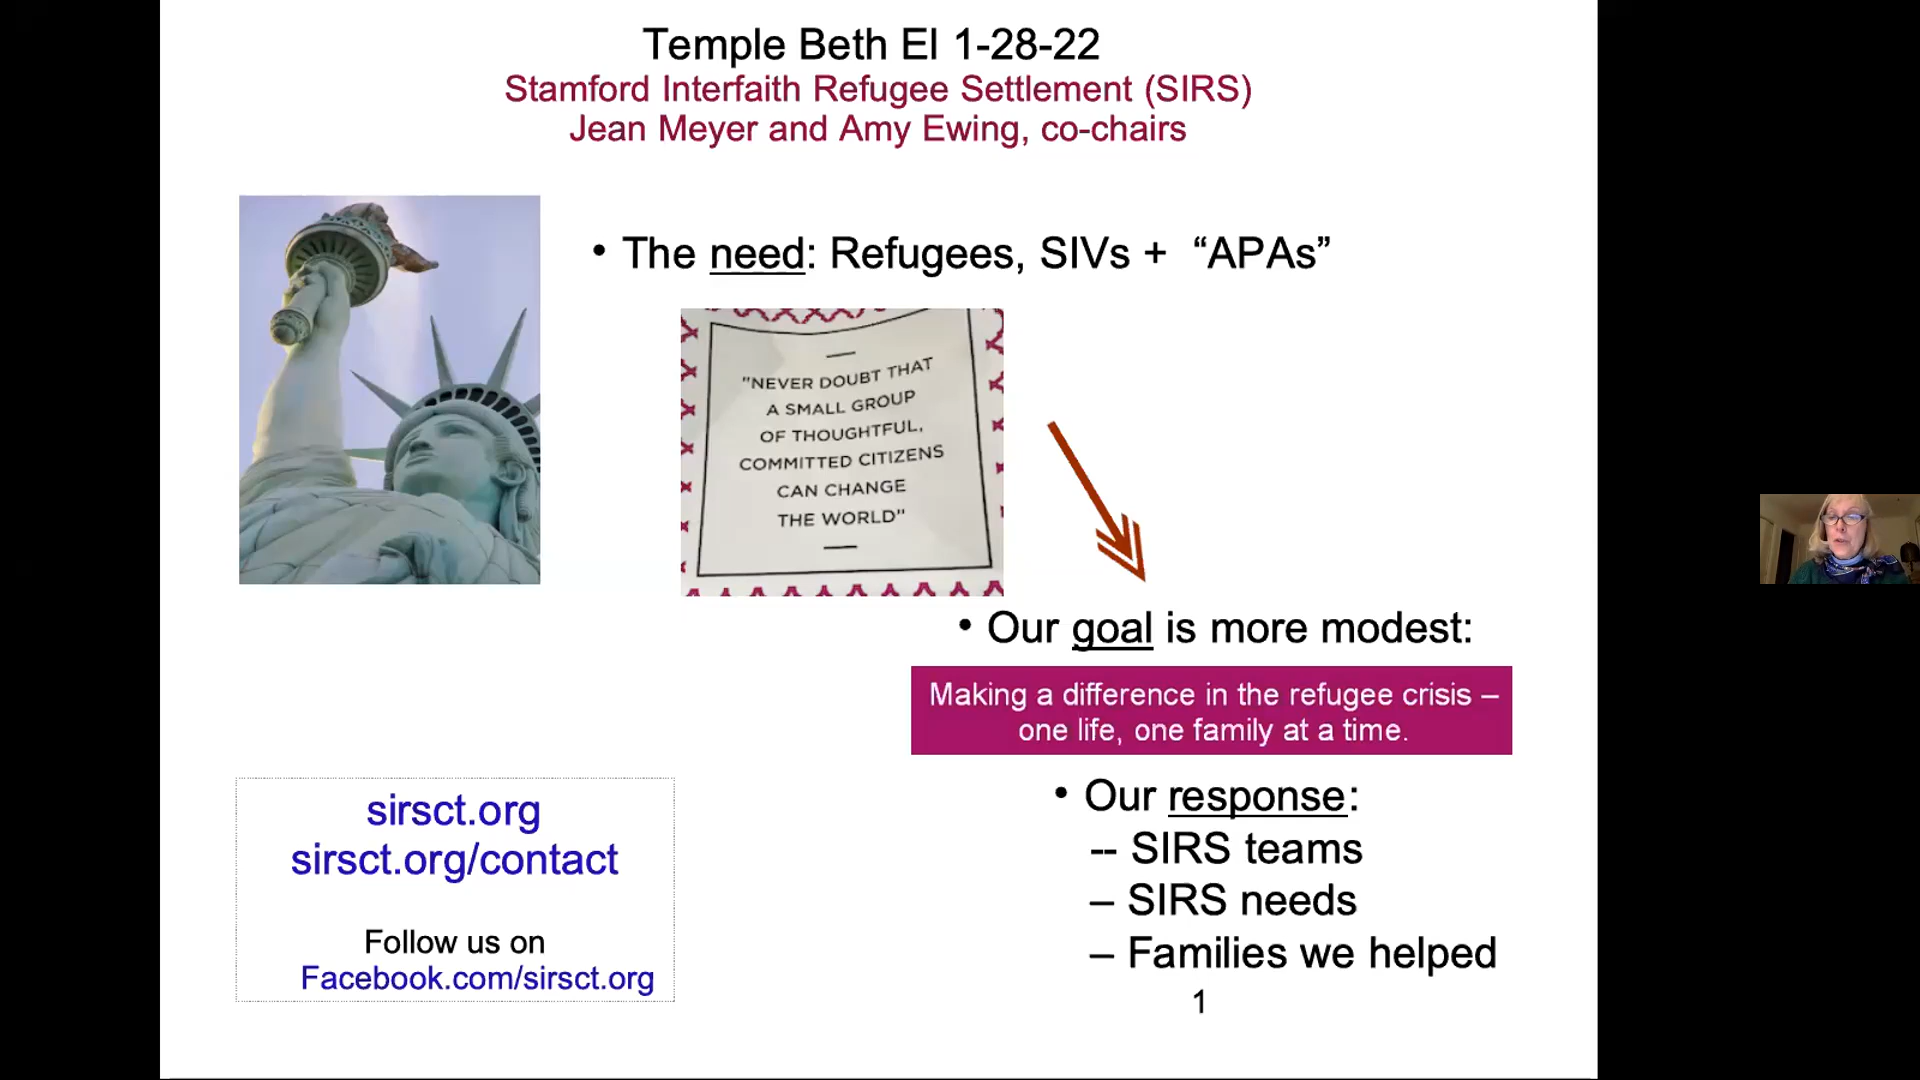 Temple Beth El 1-28-22
Stamford Interfaith Refugee Settlement (SIRS)
Jean Meyer and Amy Ewing, co-chairs
• The need: Refugees, SIVs + “APAs”
"NEVER DOUBT THAT
A SMALL GROUP
OF THOUGHTFUL,
COMMITTED CITIZENS
CAN CHANGE
THE WORLD"
• Our goal is more modest:
Making a difference in the refugee crisis –
one life, one family at a time.
• Our response:
-- SIRS teams
– SIRS needs
– Families we helped
1
sirsct.org
sirsct.org/contact
Follow us on
Facebook.com/sirsct.org